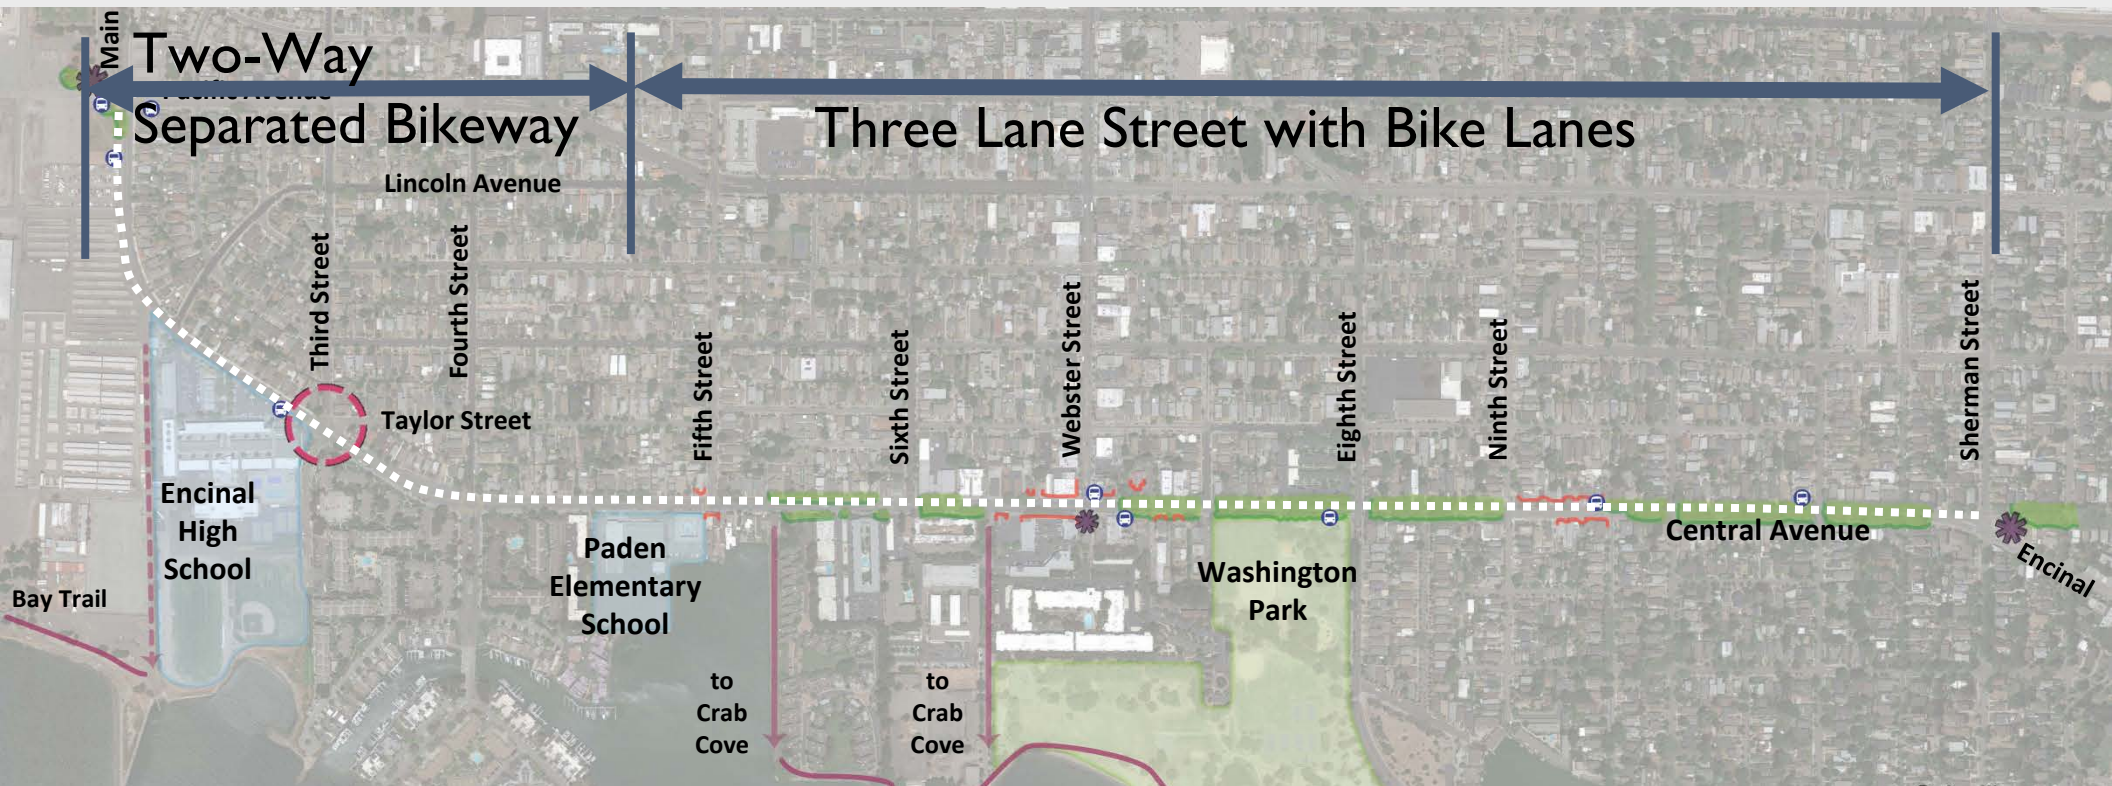 Main
Two-Way
Pacific Avenue
Separated Bikeway
Three Lane Street with Bike Lanes
Lincoln Avenue
Third Street
Fourth Street
Fifth Street
Sixth Street
Webster Street
Eighth Street
Ninth Street
Sherman Street
Taylor Street
Encinal
High
School
Paden
Elementary
School
Washington
Park
Central Avenue
Encinal
Bay Trail
to
Crab
Cove
to
Crab
Cove